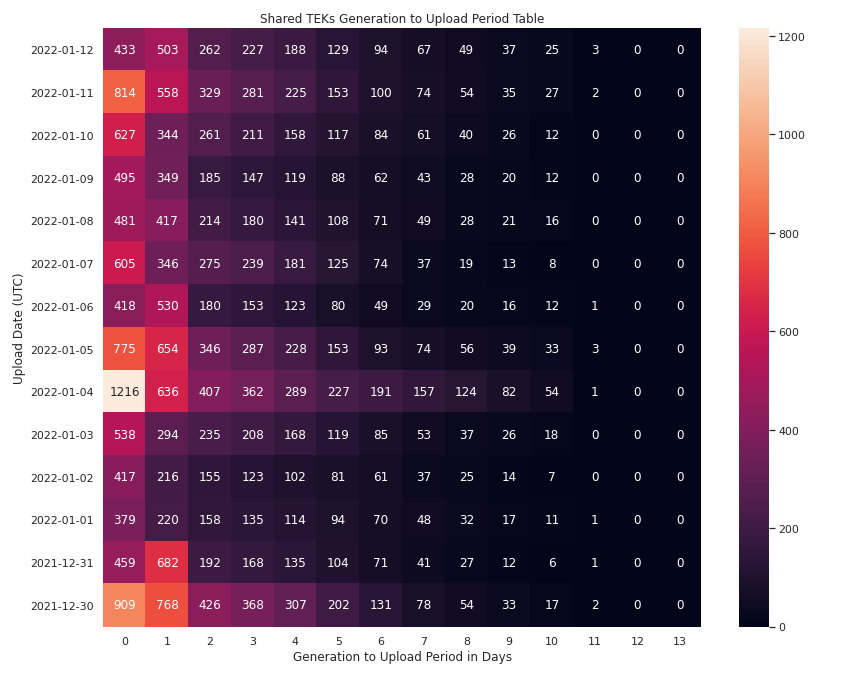 Shared TEKs Generation to Upload Period Table
Upload Date (UTC)
2022-01-12 433 503 262 227 188 129 94 67 49 37 25 3 0 0
2022-01-11 814 558 329 281 225 153 100 74 54 35 27 2 0 0
2022-01-10 627 344 261 211 158 117 84 61 40 26 12 0 0 0
2022-01-09 495 349 185 147 119 88 62 43 28 20 12 0 0 0
2022-01-08 481 417 214 180 141 108 71 49 28 21 16 0 0 0
2022-01-07 605 346 275 239 181 125 74 37 19 13 8 0 0 0
2022-01-06 418 530 180 153 123 80 49 29 20 16 12 1 0 0
2022-01-05 775 654 346 287 228 153 93 74 56 39 33 3 0 0
2022-01-04 1216 636 407 362 289 227 191 157 124 82 54 1 0 0
2022-01-03 538 294 235 208 168 119 85 53 37 26 18 0 0 0
2022-01-02 417 216 155 123 102 81 61 37 25 14 7 0 0 0
2022-01-01 379 220 158 135 114 94 70 48 32 17 11 1 0 0
2021-12-31 459 682 192 168 135 104 71 41 27 12 6 1 0 0
2021-12-30 909 768 426 368 307 202 131 78 54 33 17 2 0 0
0 1 2 3 4 5 6 7 8 9 10 11 12 13
Generation to Upload Period in Days
1200
1000
800
600
400
200
0